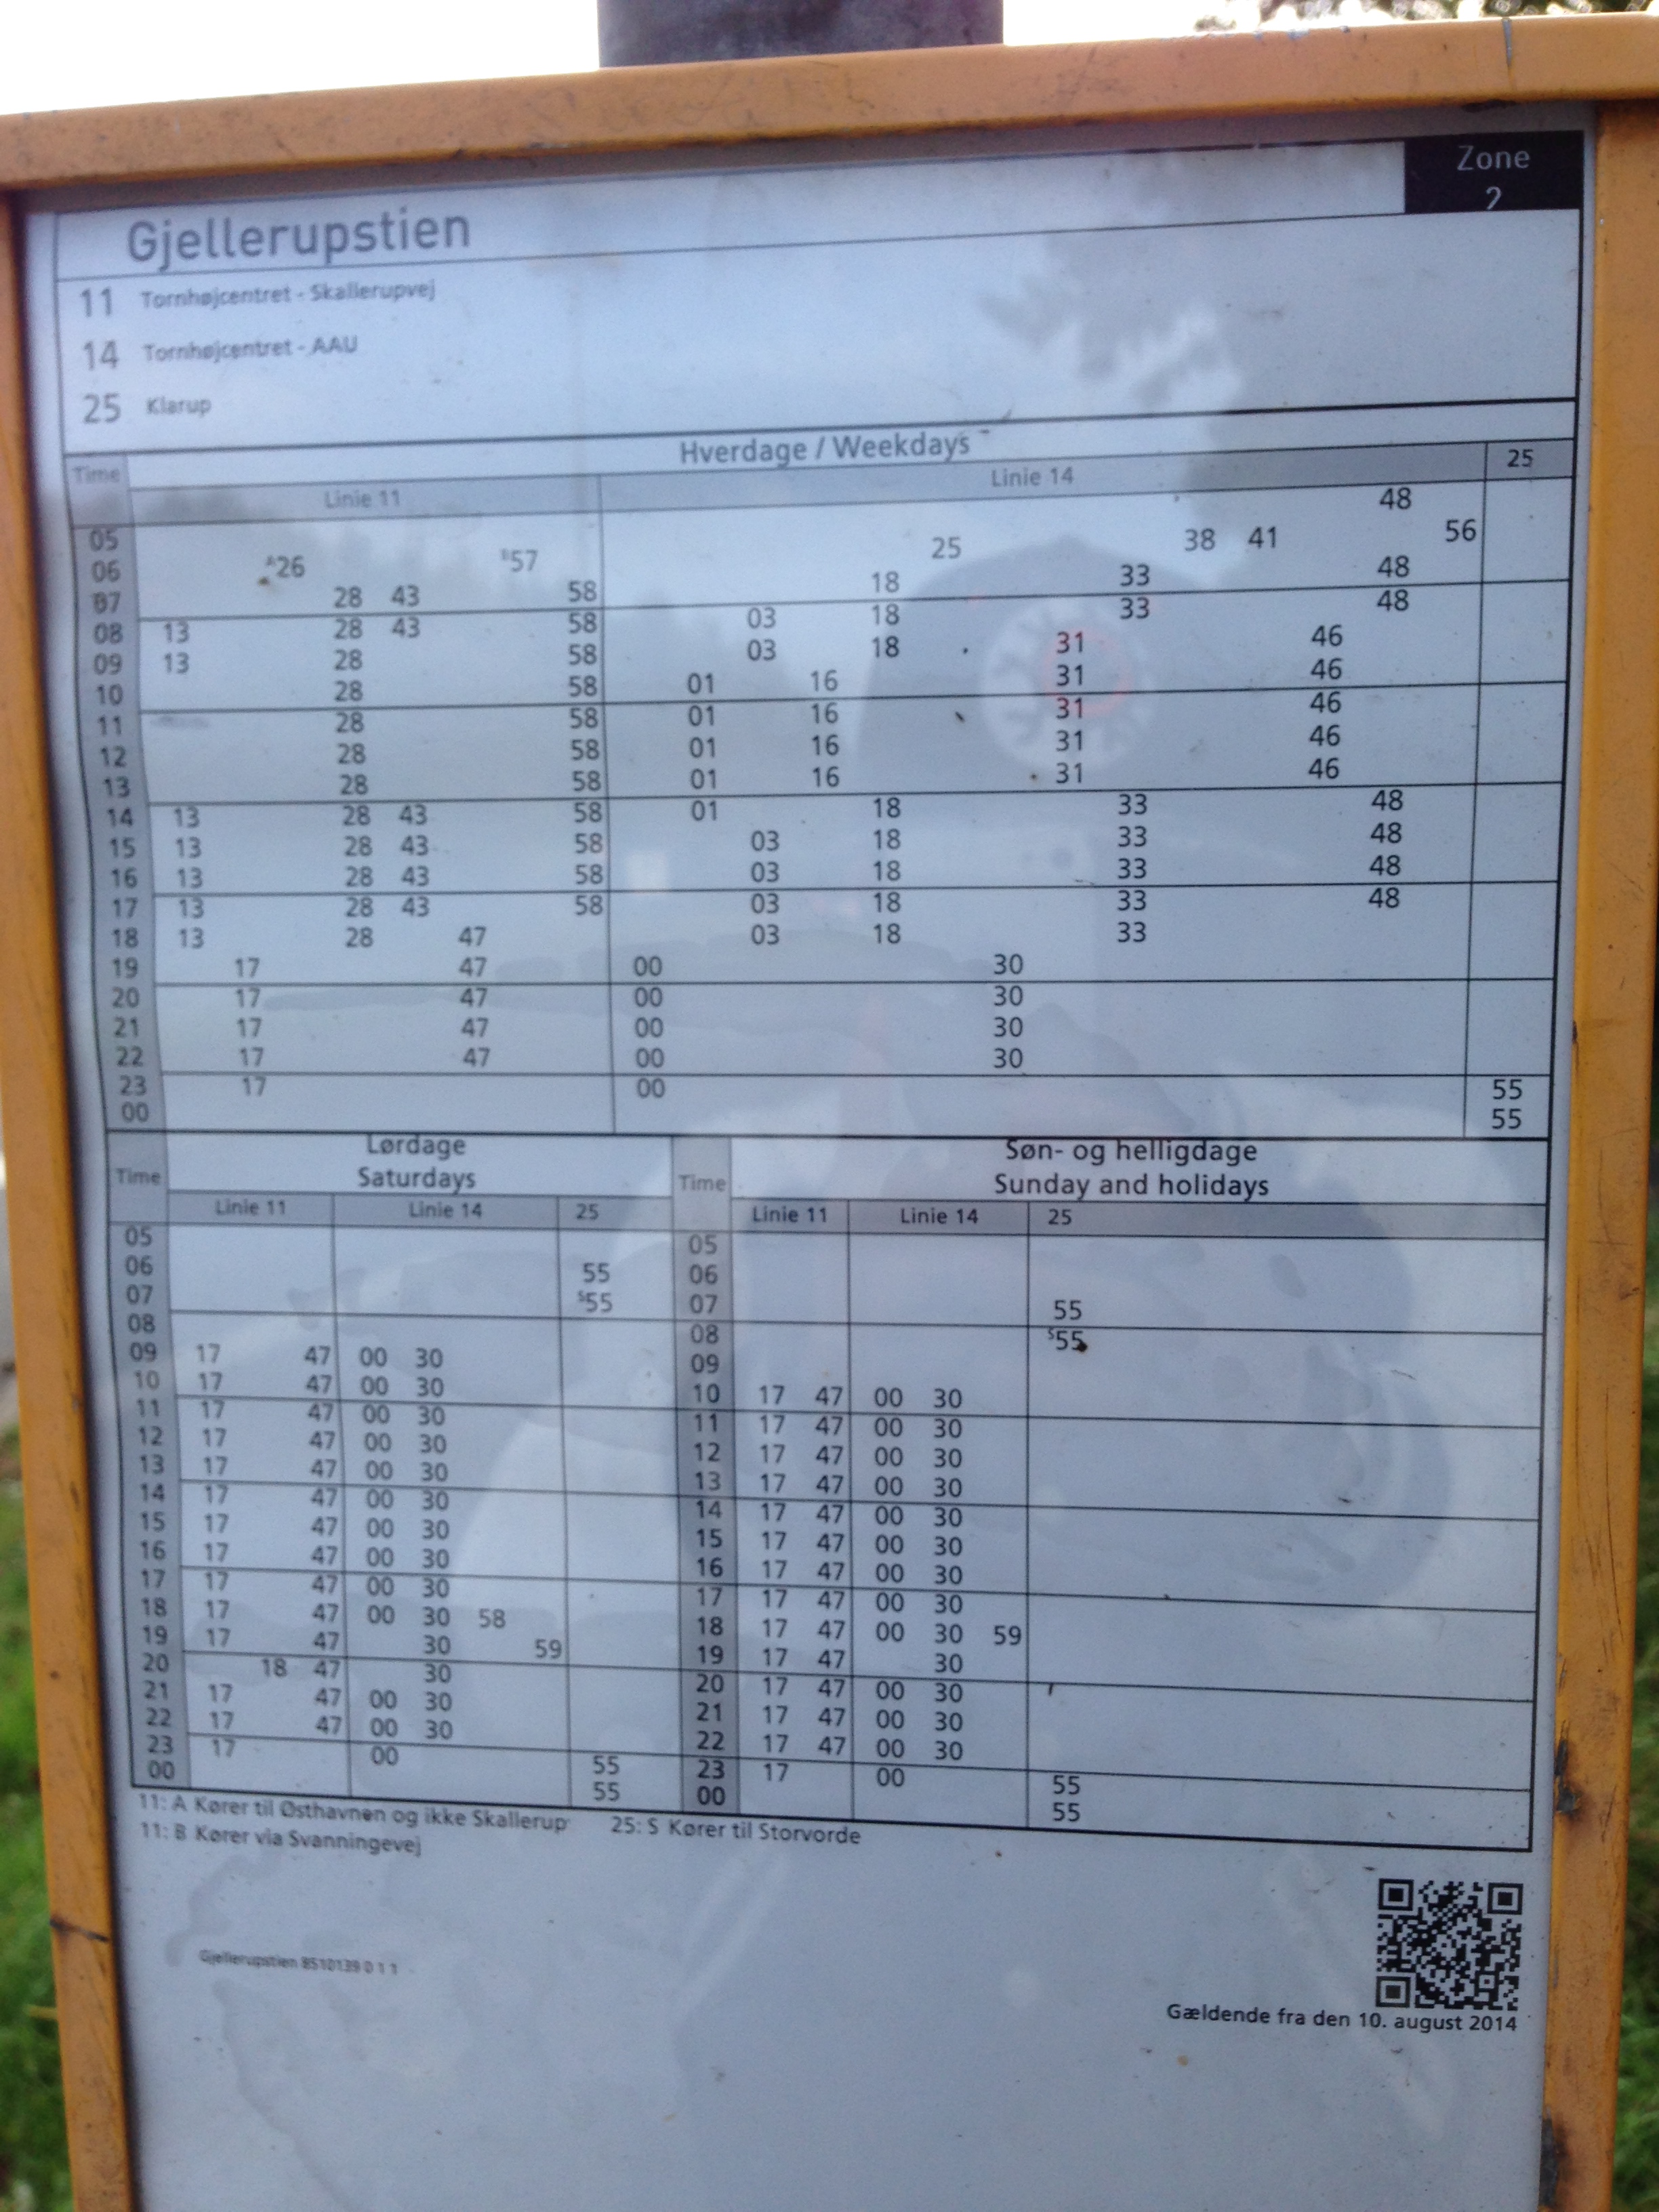 Zone
2
Gjellerupstien
11 Tornhøjcentret - Skallerupvej
14 Tornhøjcentret - AAU
25 Klarup
Hverdage / Weekdays
Time Linie 11 Linie 14 25
05 48
06 A26 B57 25 38 41 56
07 28 43 58 18 33 48
08 13 28 43 58 03 18 33 48
09 13 28 58 03 18 31 46
10 28 58 01 16 31 46
11 28 58 01 16 31 46
12 28 58 01 16 31 46
13 28 58 01 16 31 46
14 13 28 43 58 01 18 33 48
15 13 28 43 58 03 18 33 48
16 13 28 43 58 03 18 33 48
17 13 28 43 58 03 18 33 48
18 13 28 47 03 18 33
19 17 47 00 30
20 17 47 00 30
21 17 47 00 30
22 17 47 00 30
23 17 00 55
00 55
Lørdage
Saturdays
Time Linie 11 Linie 14 25
05
06 55
07 S55
08
09 17 47 00 30
10 17 47 00 30
11 17 47 00 30
12 17 47 00 30
13 17 47 00 30
14 17 47 00 30
15 17 47 00 30
16 17 47 00 30
17 17 47 00 30
18 17 47 00 30 58
19 17 47 30 59
20 18 47 30
21 17 47 00 30
22 17 47 00 30
23 17 00 55
00 55
Søn- og helligdage
Sunday and holidays
Time Linie 11 Linie 14 25
05
06
07 55
08 S55
09
10 17 47 00 30
11 17 47 00 30
12 17 47 00 30
13 17 47 00 30
14 17 47 00 30
15 17 47 00 30
16 17 47 00 30
17 17 47 00 30
18 17 47 00 30 59
19 17 47 30
20 17 47 00 30
21 17 47 00 30
22 17 47 00 30
23 17 00 55
00 55
11: A Kører til Østhavnen og ikke Skallerup 25: S Kører til Storvorde
11: B Kører via Svanningevej
Gjellerupstien 8510139 0 1 1
Gældende fra den 10. august 2014